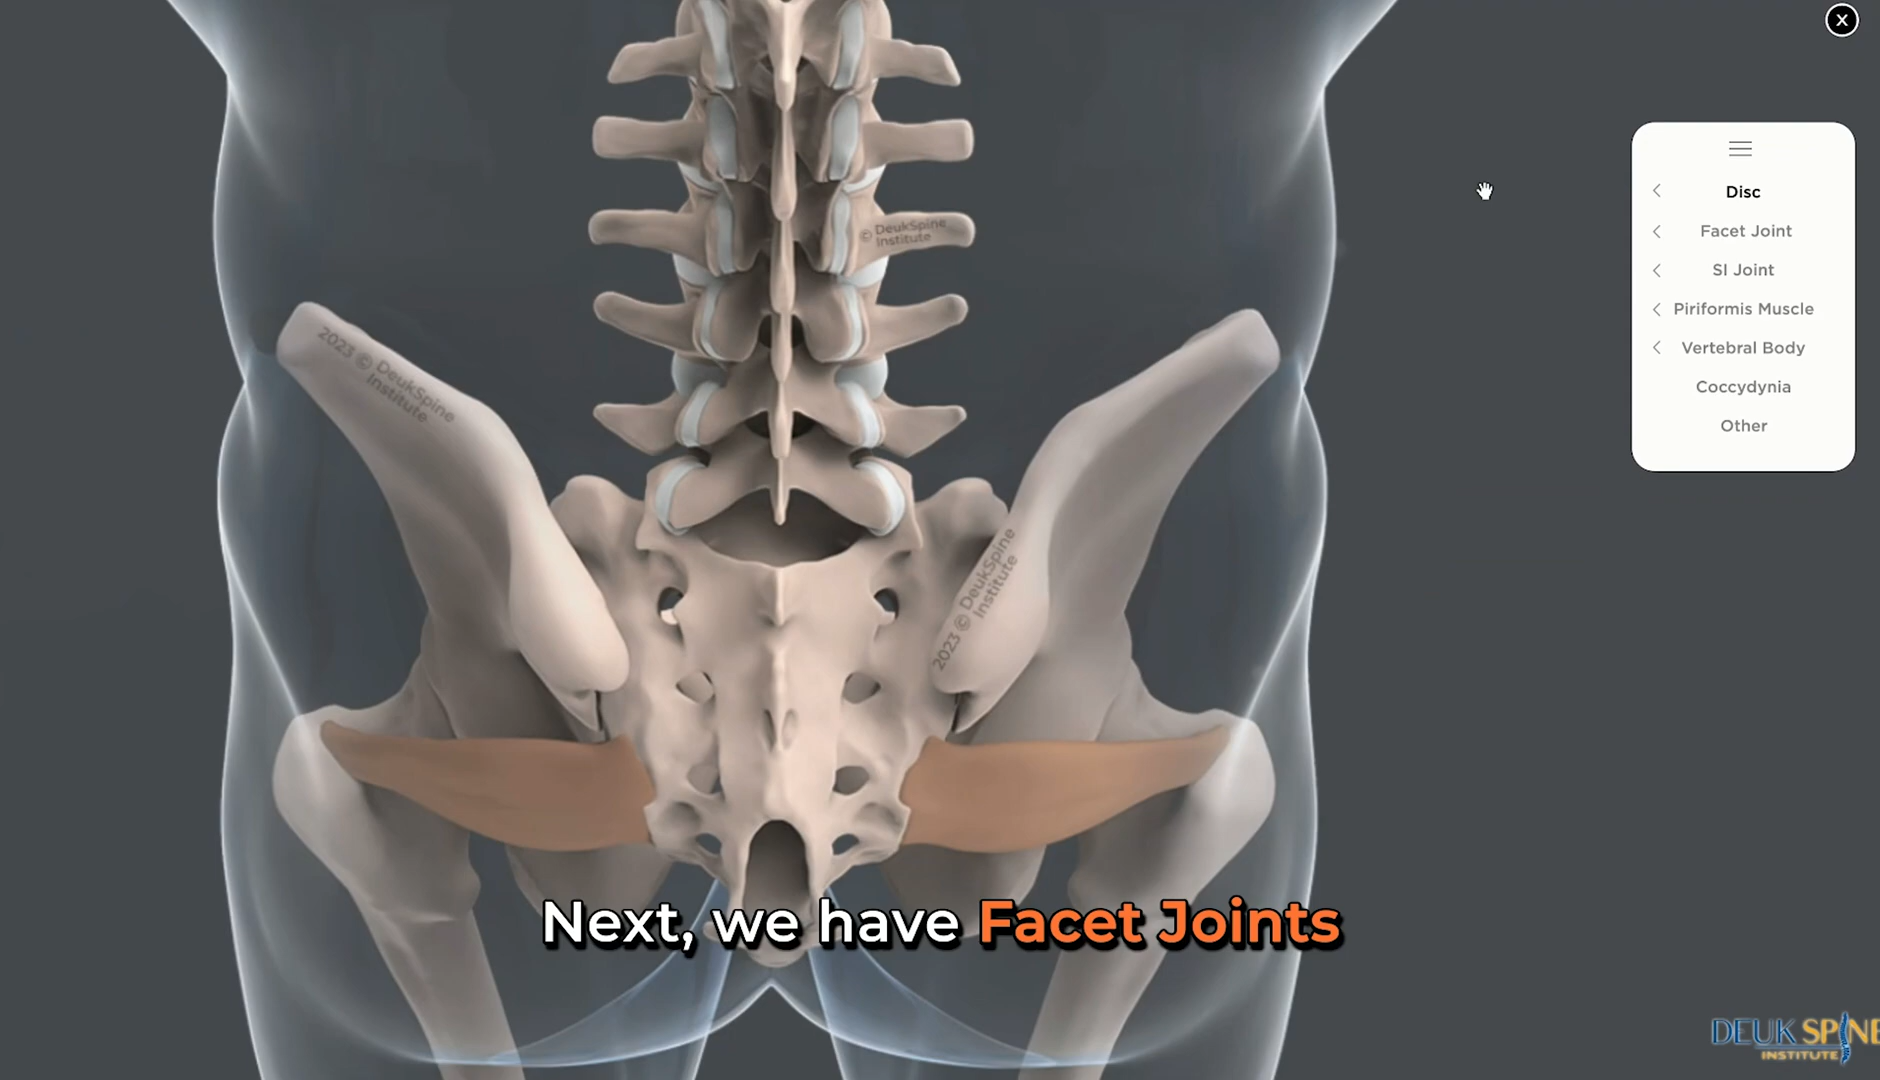 X
Disc
Facet Joint
SI Joint
Piriformis Muscle
Vertebral Body
Coccydynia
Other
© DeukSpine
Institute
2023 © DeukSpine
Institute
2023 © DeukSpine
Institute
Next, we have Facet Joints
DEUK SPINE
INSTITUTE